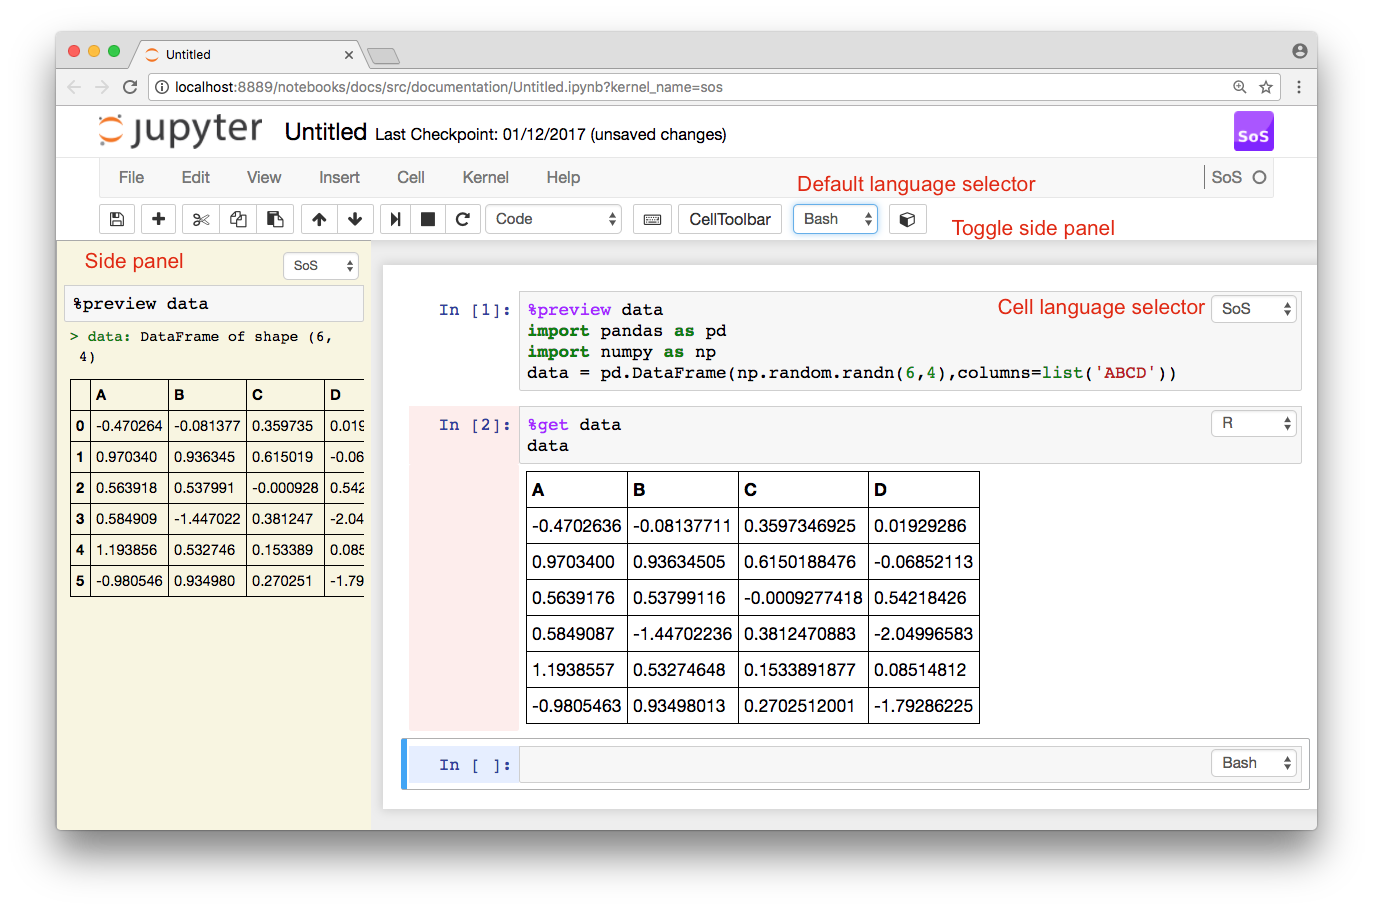 Untitled
localhost:8889/notebooks/docs/src/documentation/Untitled.ipynb?kernel_name=sos
jupyter Untitled Last Checkpoint: 01/12/2017 (unsaved changes)
SoS
File Edit View Insert Cell Kernel Help
Default language selector
SoS
Code CellToolbar Bash
Toggle side panel
Side panel
SoS
%preview data
> data: DataFrame of shape (6,
4)
A B C D
0 -0.470264 -0.081377 0.359735 0.019
1 0.970340 0.936345 0.615019 -0.06
2 0.563918 0.537991 -0.000928 0.542
3 0.584909 -1.447022 0.381247 -2.04
4 1.193856 0.532746 0.153389 0.085
5 -0.980546 0.934980 0.270251 -1.79
In [1]: %preview data
Cell language selector SoS
import pandas as pd
import numpy as np
data = pd.DataFrame(np.random.randn(6,4),columns=list('ABCD'))
In [2]: %get data
R
data
A B C D
-0.4702636 -0.08137711 0.3597346925 0.01929286
0.9703400 0.93634505 0.6150188476 -0.06852113
0.5639176 0.53799116 -0.0009277418 0.54218426
0.5849087 -1.44702236 0.3812470883 -2.04996583
1.1938557 0.53274648 0.1533891877 0.08514812
-0.9805463 0.93498013 0.2702512001 -1.79286225
In [ ]: Bash